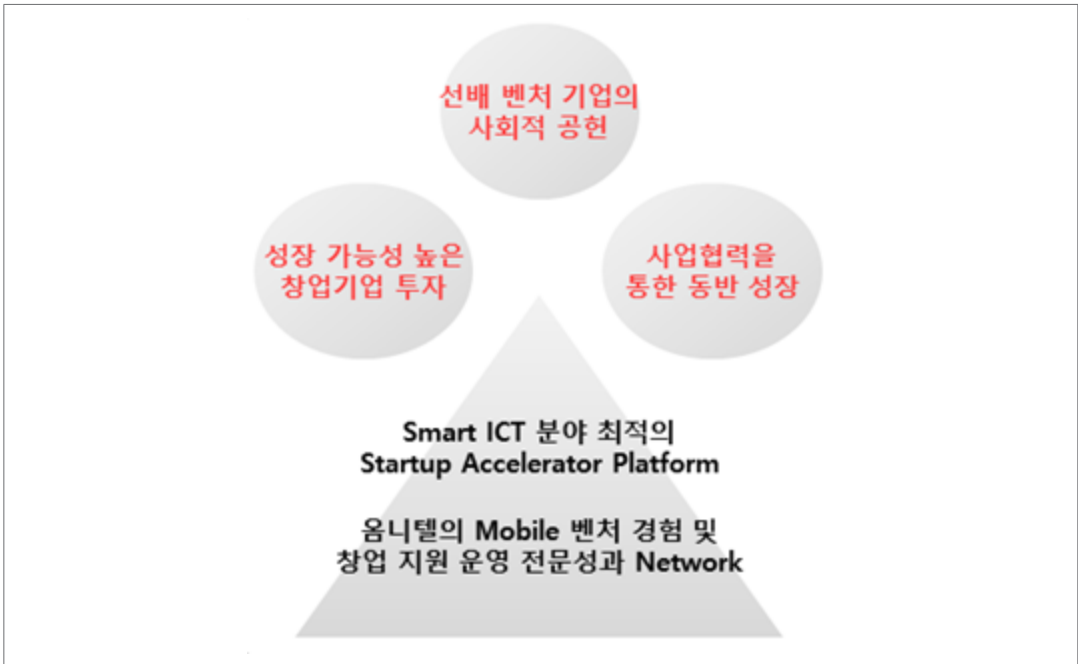 선배 벤처 기업의
사회적 공헌
성장 가능성 높은
창업기업 투자
사업협력을
통한 동반 성장
Smart ICT 분야 최적의
Startup Accelerator Platform
옴니텔의 Mobile 벤처 경험 및
창업 지원 운영 전문성과 Network